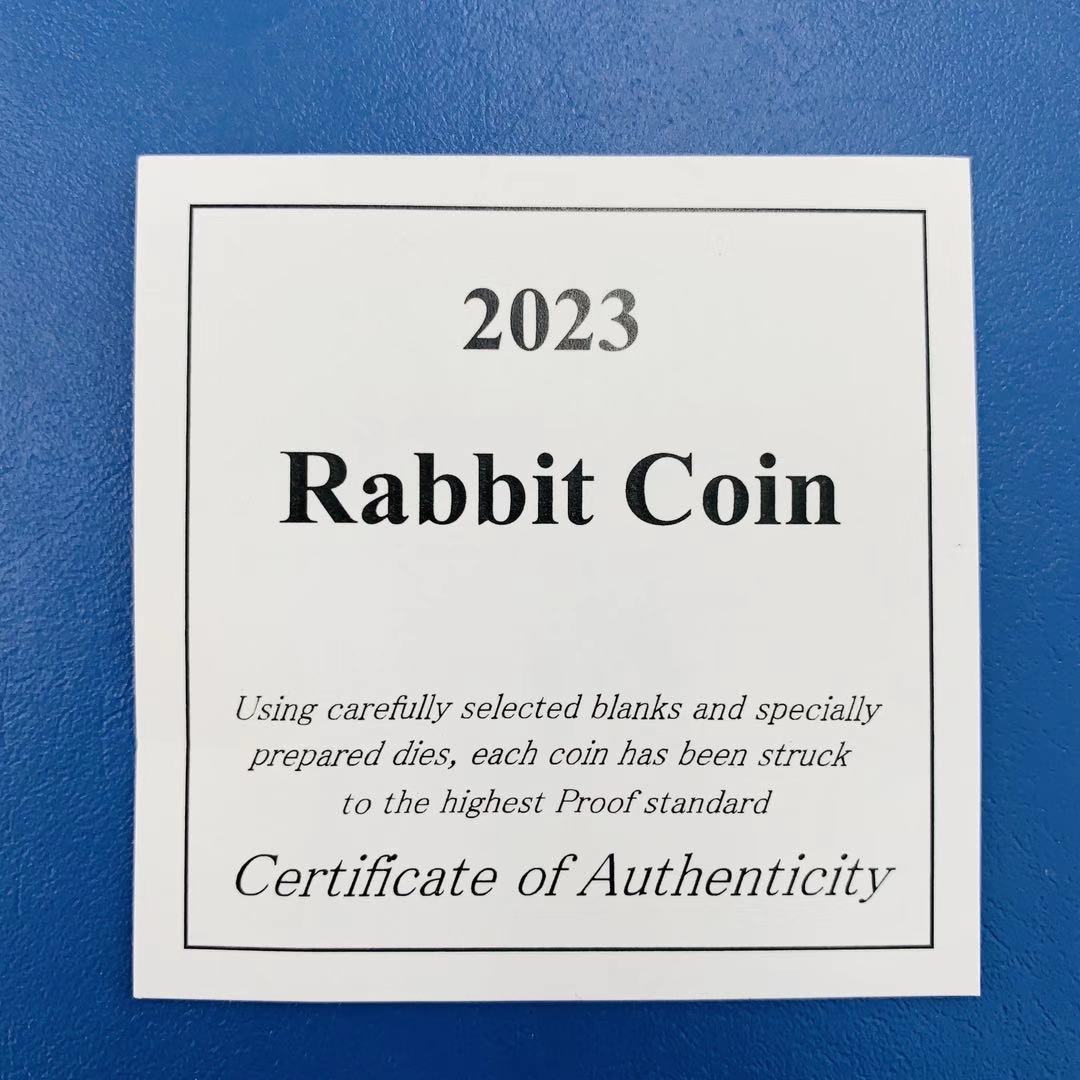 2023
Rabbit Coin
Using carefully selected blanks and specially
prepared dies, each coin has been struck
to the highest Proof standard
Certificate of Authenticity